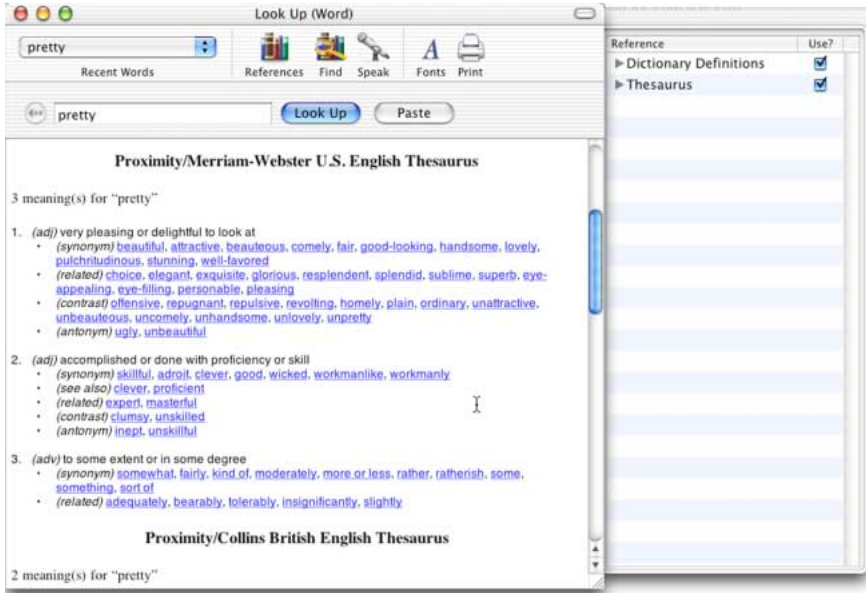 Look Up (Word)
pretty
Recent Words
References Find Speak Fonts Print
pretty Look Up Paste
Proximity/Merriam-Webster U.S. English Thesaurus
3 meaning(s) for “pretty”
1. (adj) very pleasing or delightful to look at
• (synonym) beautiful, attractive, beauteous, comely, fair, good-looking, handsome, lovely,
pulchritudinous, stunning, well-favored
• (related) choice, elegant, exquisite, glorious, resplendent, splendid, sublime, superb, eye-
appealing, eye-filling, personable, pleasing
• (contrast) offensive, repugnant, repulsive, revolting, homely, plain, ordinary, unattractive,
unbeauteous, uncomely, unhandsome, unlovely, unpretty
• (antonym) ugly, unbeautiful
2. (adj) accomplished or done with proficiency or skill
• (synonym) skillful, adroit, clever, good, wicked, workmanlike, workmanly
• (see also) clever, proficient
• (related) expert, masterful
• (contrast) clumsy, unskilled
• (antonym) inept, unskillful
3. (adv) to some extent or in some degree
• (synonym) somewhat, fairly, kind of, moderately, more or less, rather, ratherish, some,
something, sort of
• (related) adequately, bearably, tolerably, insignificantly, slightly
Proximity/Collins British English Thesaurus
2 meaning(s) for “pretty”
Reference Use?
Dictionary Definitions
Thesaurus